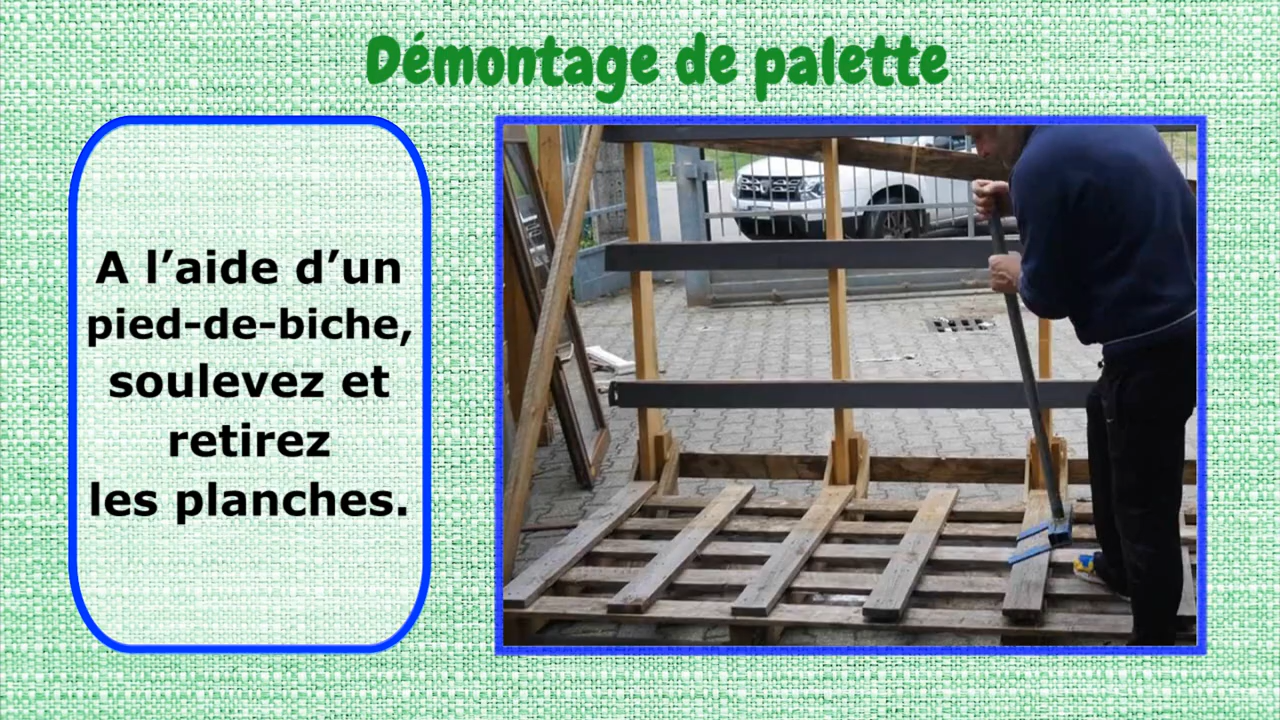 Démontage de palette
A l’aide d’un
pied-de-biche,
soulevez et
retirez
les planches.